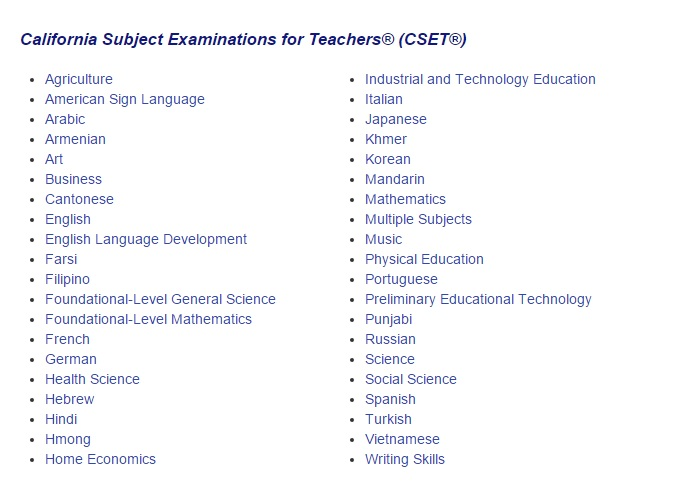 California Subject Examinations for Teachers® (CSET®)
Agriculture
American Sign Language
Arabic
Armenian
Art
Business
Cantonese
English
English Language Development
Farsi
Filipino
Foundational-Level General Science
Foundational-Level Mathematics
French
German
Health Science
Hebrew
Hindi
Hmong
Home Economics
Industrial and Technology Education
Italian
Japanese
Khmer
Korean
Mandarin
Mathematics
Multiple Subjects
Music
Physical Education
Portuguese
Preliminary Educational Technology
Punjabi
Russian
Science
Social Science
Spanish
Turkish
Vietnamese
Writing Skills